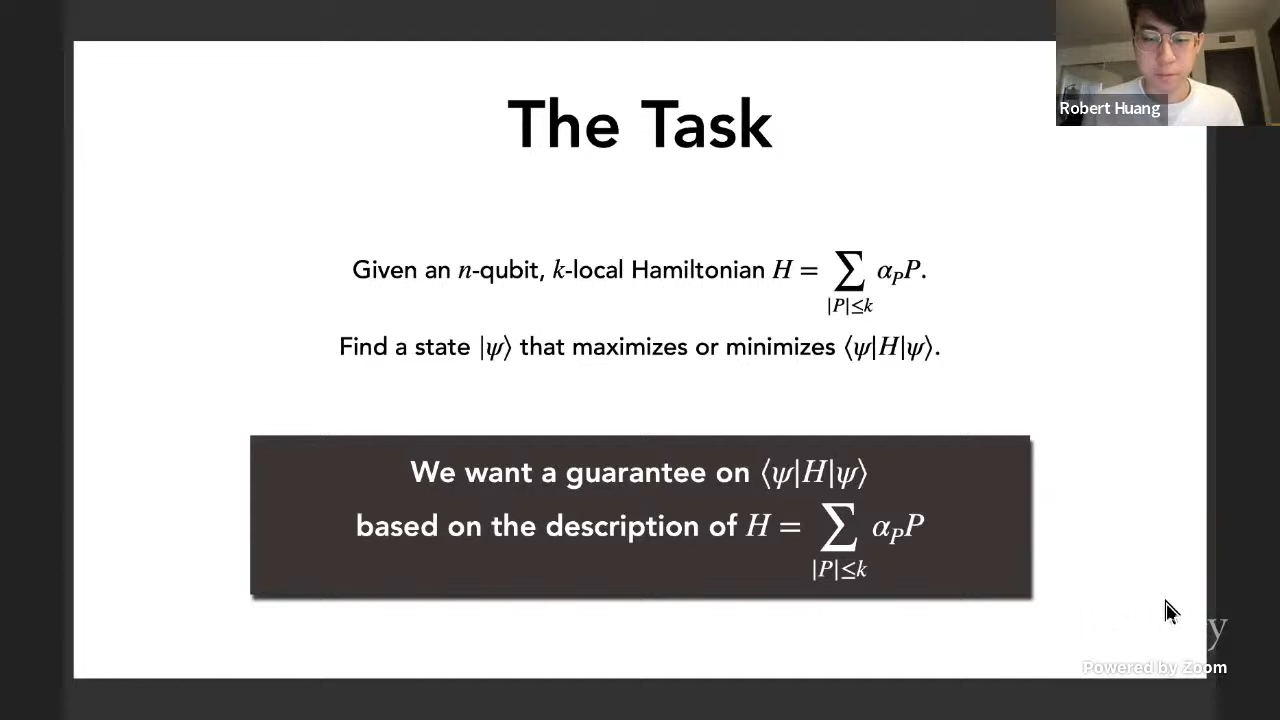 The Task
Robert Huang
Given an n-qubit, k-local Hamiltonian H = ∑ α_P P.
|P|≤k
Find a state |ψ⟩ that maximizes or minimizes ⟨ψ|H|ψ⟩.
We want a guarantee on ⟨ψ|H|ψ⟩
based on the description of H = ∑ α_P P
|P|≤k
Powered by Zoom